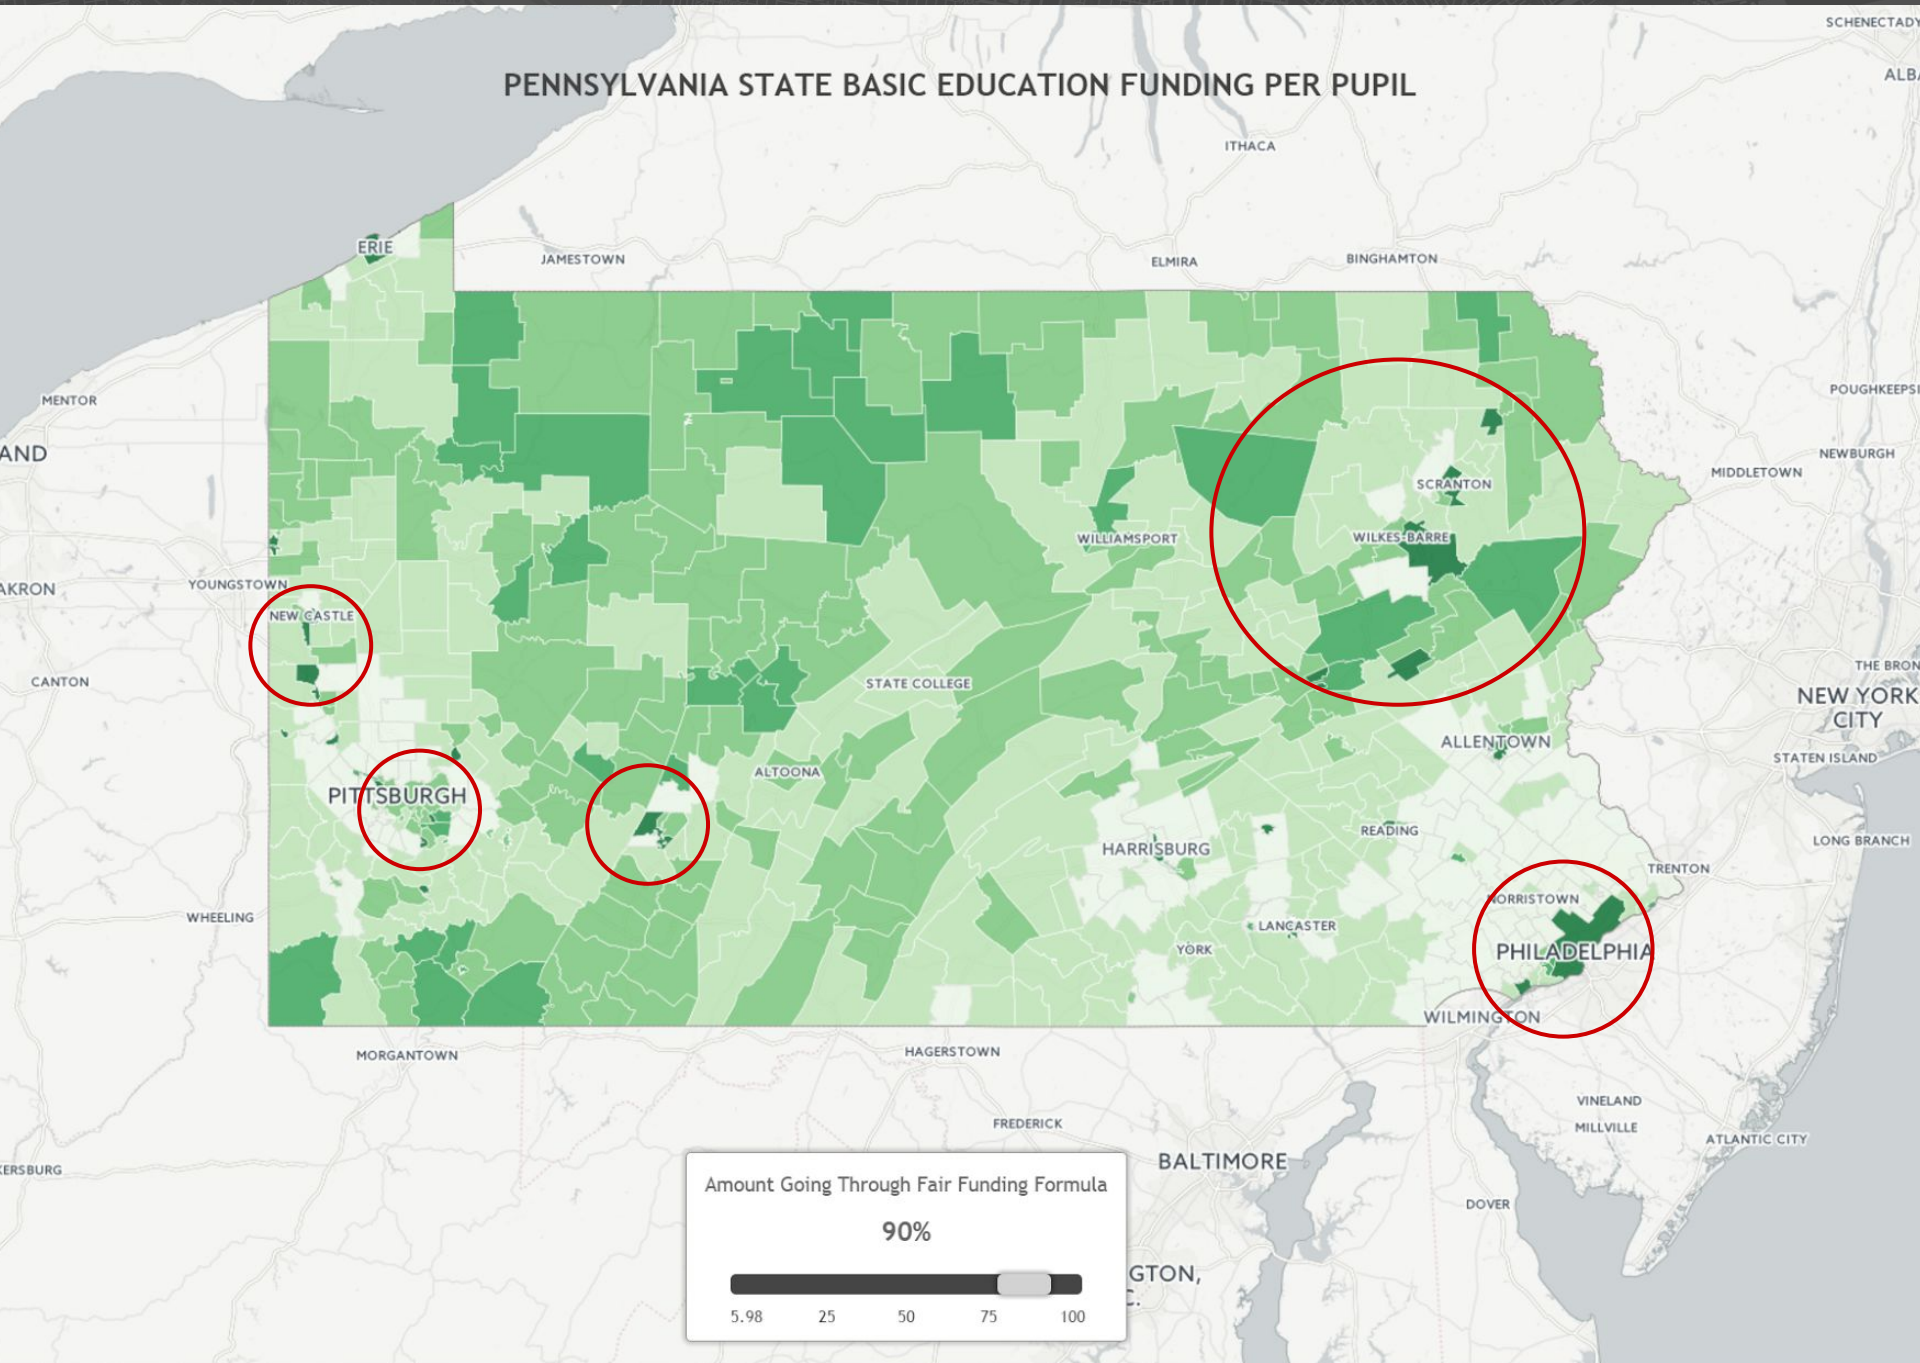 SCHENECTADY
PENNSYLVANIA STATE BASIC EDUCATION FUNDING PER PUPIL
ALBA
ITHACA
ERIE
JAMESTOWN
ELMIRA
BINGHAMTON
MENTOR
POUGHKEEPSI
AND
NEWBURGH
MIDDLETOWN
SCRANTON
WILLIAMSPORT
WILKES-BARRE
YOUNGSTOWN
AKRON
NEW CASTLE
CANTON
STATE COLLEGE
THE BRON
NEW YORK
CITY
ALLENTOWN
STATEN ISLAND
ALTOONA
PITTSBURGH
READING
LONG BRANCH
HARRISBURG
TRENTON
NORRISTOWN
WHEELING
LANCASTER
YORK
PHILADELPHIA
WILMINGTON
MORGANTOWN
HAGERSTOWN
VINELAND
FREDERICK
MILLVILLE
ATLANTIC CITY
BALTIMORE
KERSBURG
DOVER
Amount Going Through Fair Funding Formula
90%
GTON,
C.
5.98 25 50 75 100